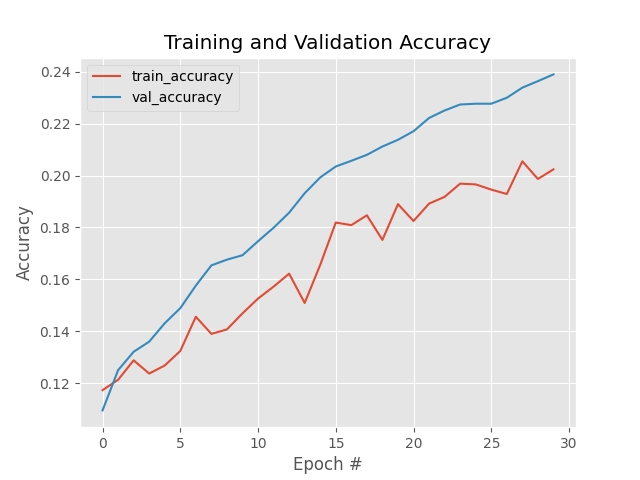 Training and Validation Accuracy
train_accuracy
val_accuracy
0.24
0.22
0.20
0.18
0.16
0.14
0.12
Accuracy
0 5 10 15 20 25 30
Epoch #